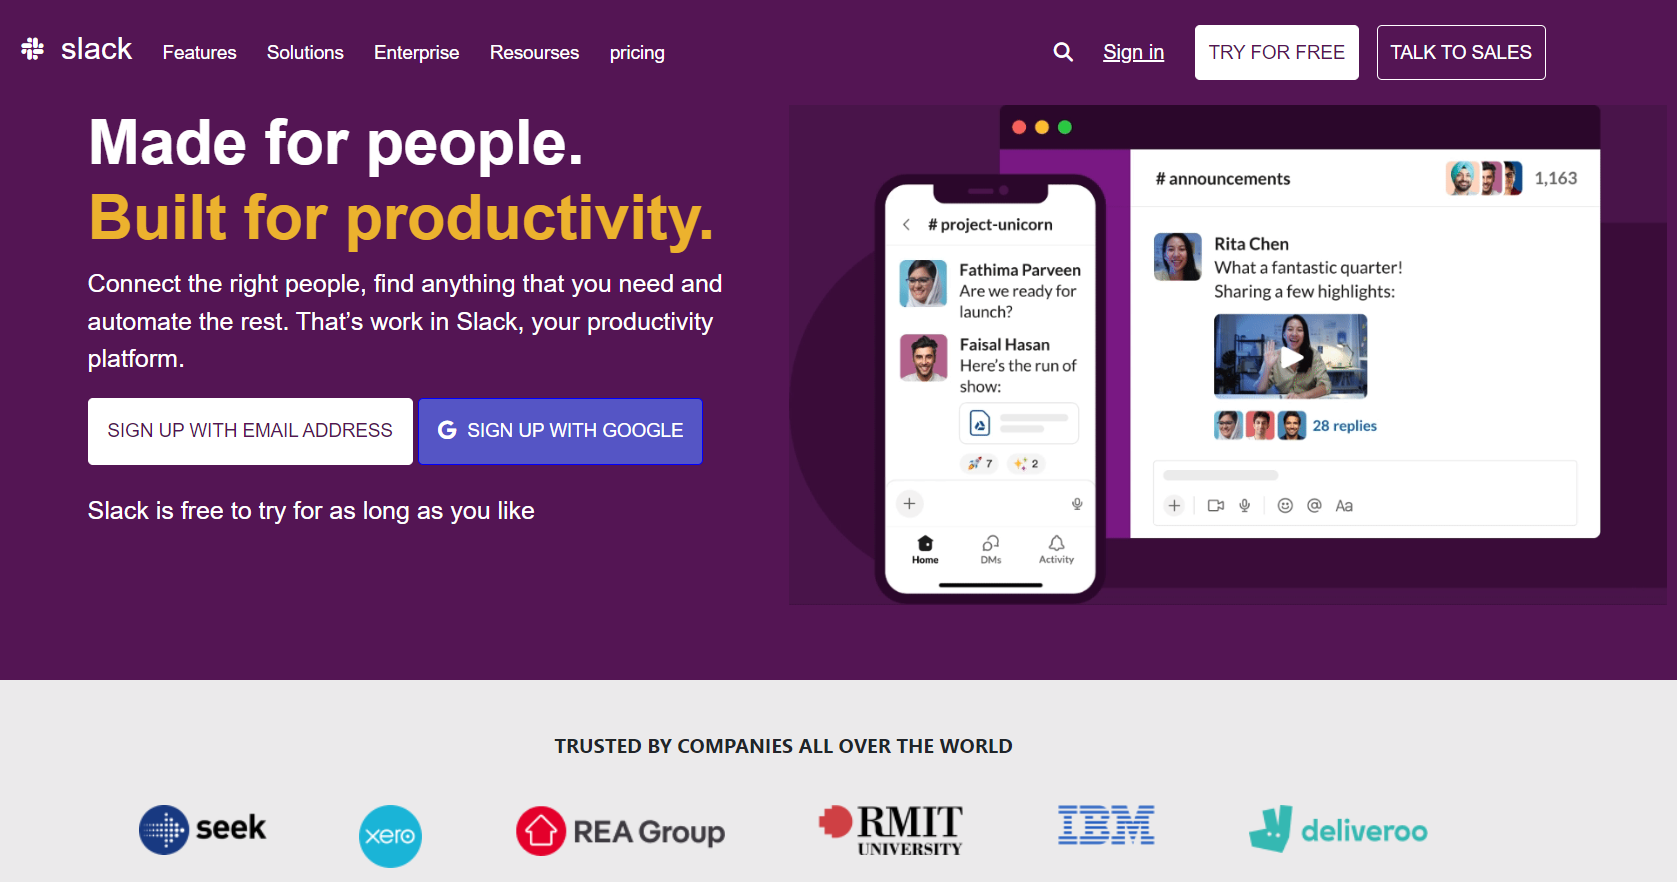 slack
Features
Solutions
Enterprise
Resourses
pricing
Sign in
TRY FOR FREE
TALK TO SALES
Made for people.
Built for productivity.
Connect the right people, find anything that you need and
automate the rest. That’s work in Slack, your productivity
platform.
SIGN UP WITH EMAIL ADDRESS
G SIGN UP WITH GOOGLE
Slack is free to try for as long as you like
# project-unicorn
Fathima Parveen
Are we ready for
launch?
Faisal Hasan
Here’s the run of
show:
7
2
Home
DMs
Activity
# announcements
1,163
Rita Chen
What a fantastic quarter!
Sharing a few highlights:
28 replies
@ Aa
TRUSTED BY COMPANIES ALL OVER THE WORLD
seek
xero
REA Group
RMIT
UNIVERSITY
IBM
deliveroo